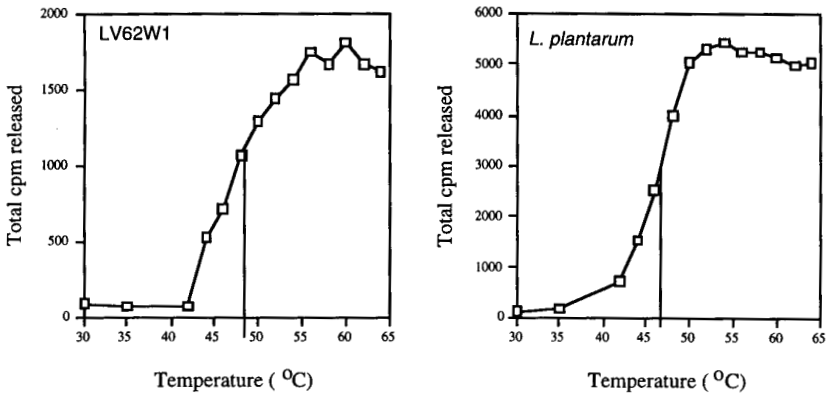 LV62W1
Total cpm released
2000
1500
1000
500
0
30 35 40 45 50 55 60 65
Temperature ( °C)
L. plantarum
Total cpm released
6000
5000
4000
3000
2000
1000
0
30 35 40 45 50 55 60 65
Temperature ( °C)